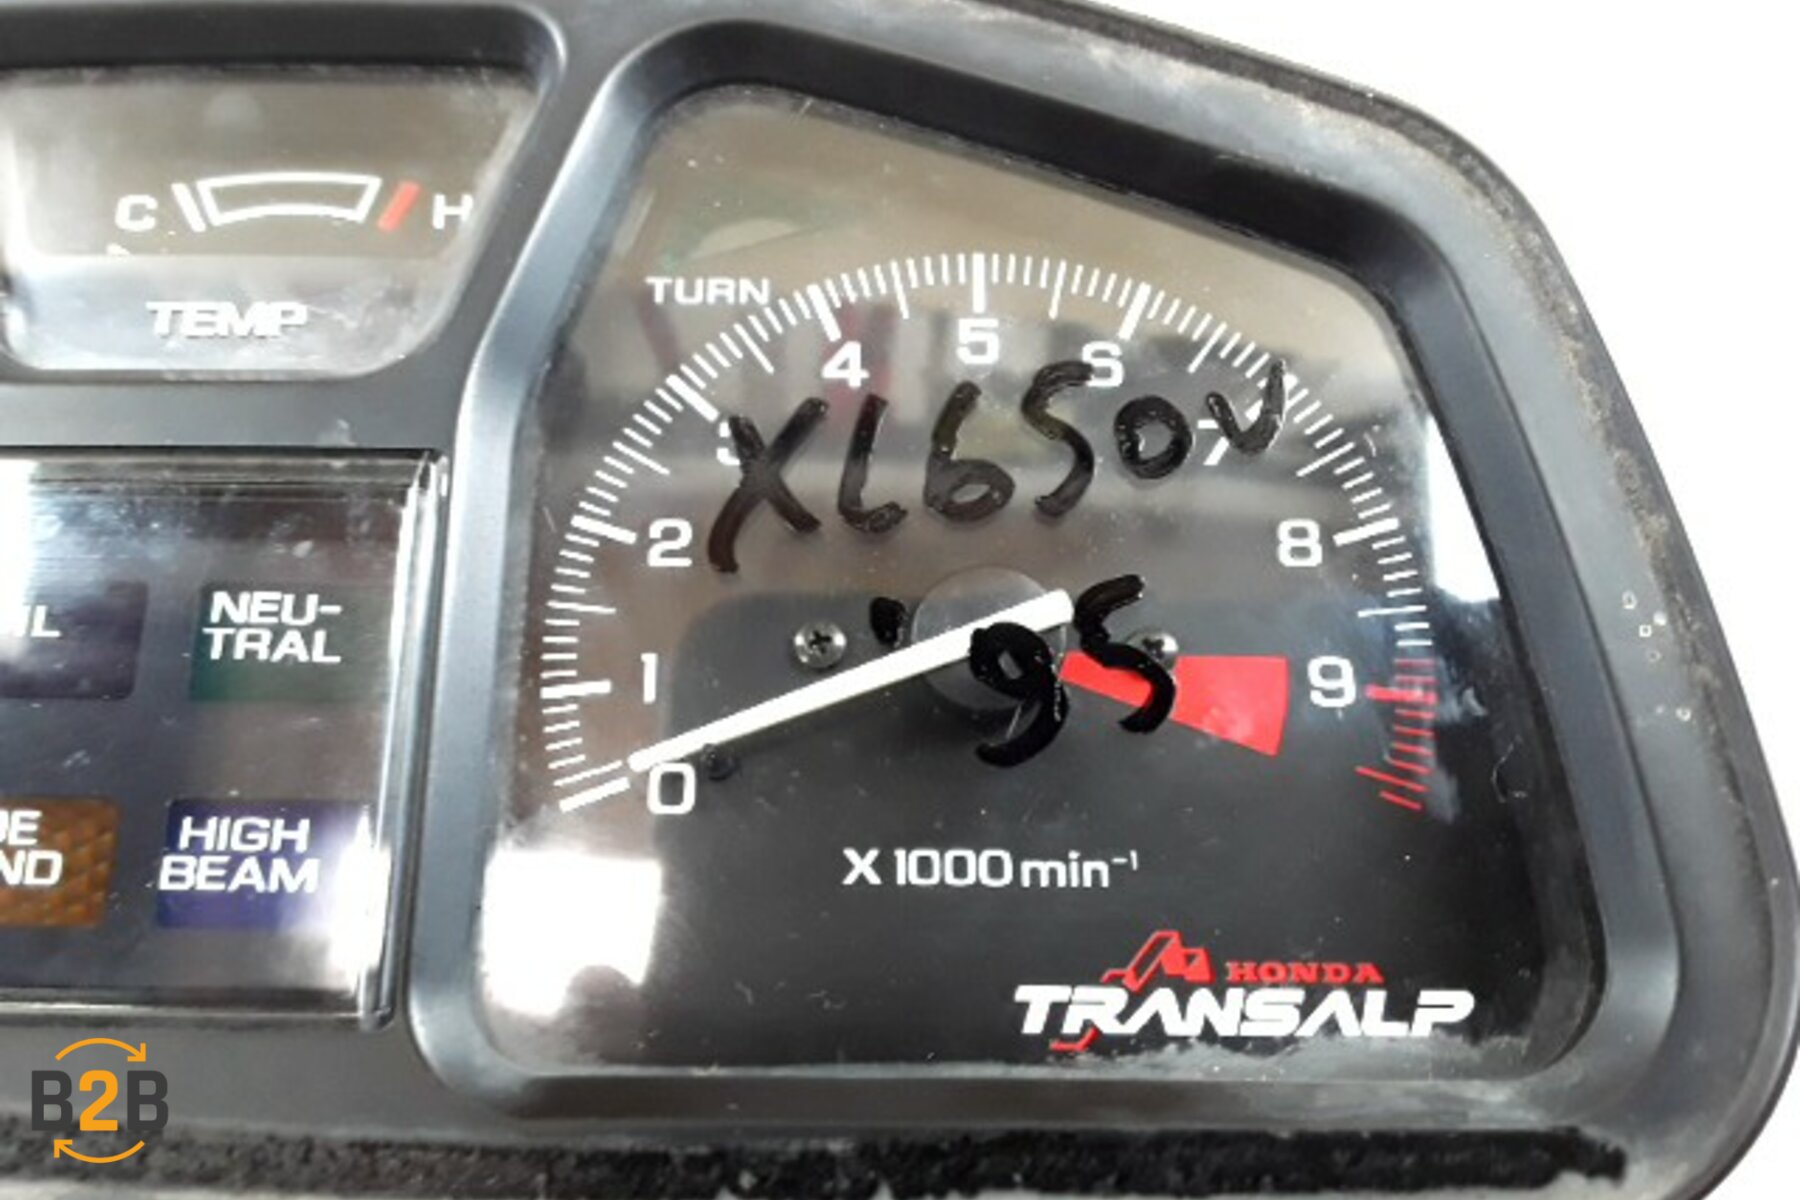 C H
TEMP
TURN
0 1 2 3 4 5 6 7 8 9
XL650V
'95
NEU-
TRAL
HIGH
BEAM
X 1000 min⁻¹
HONDA
TRANSALP
B2B